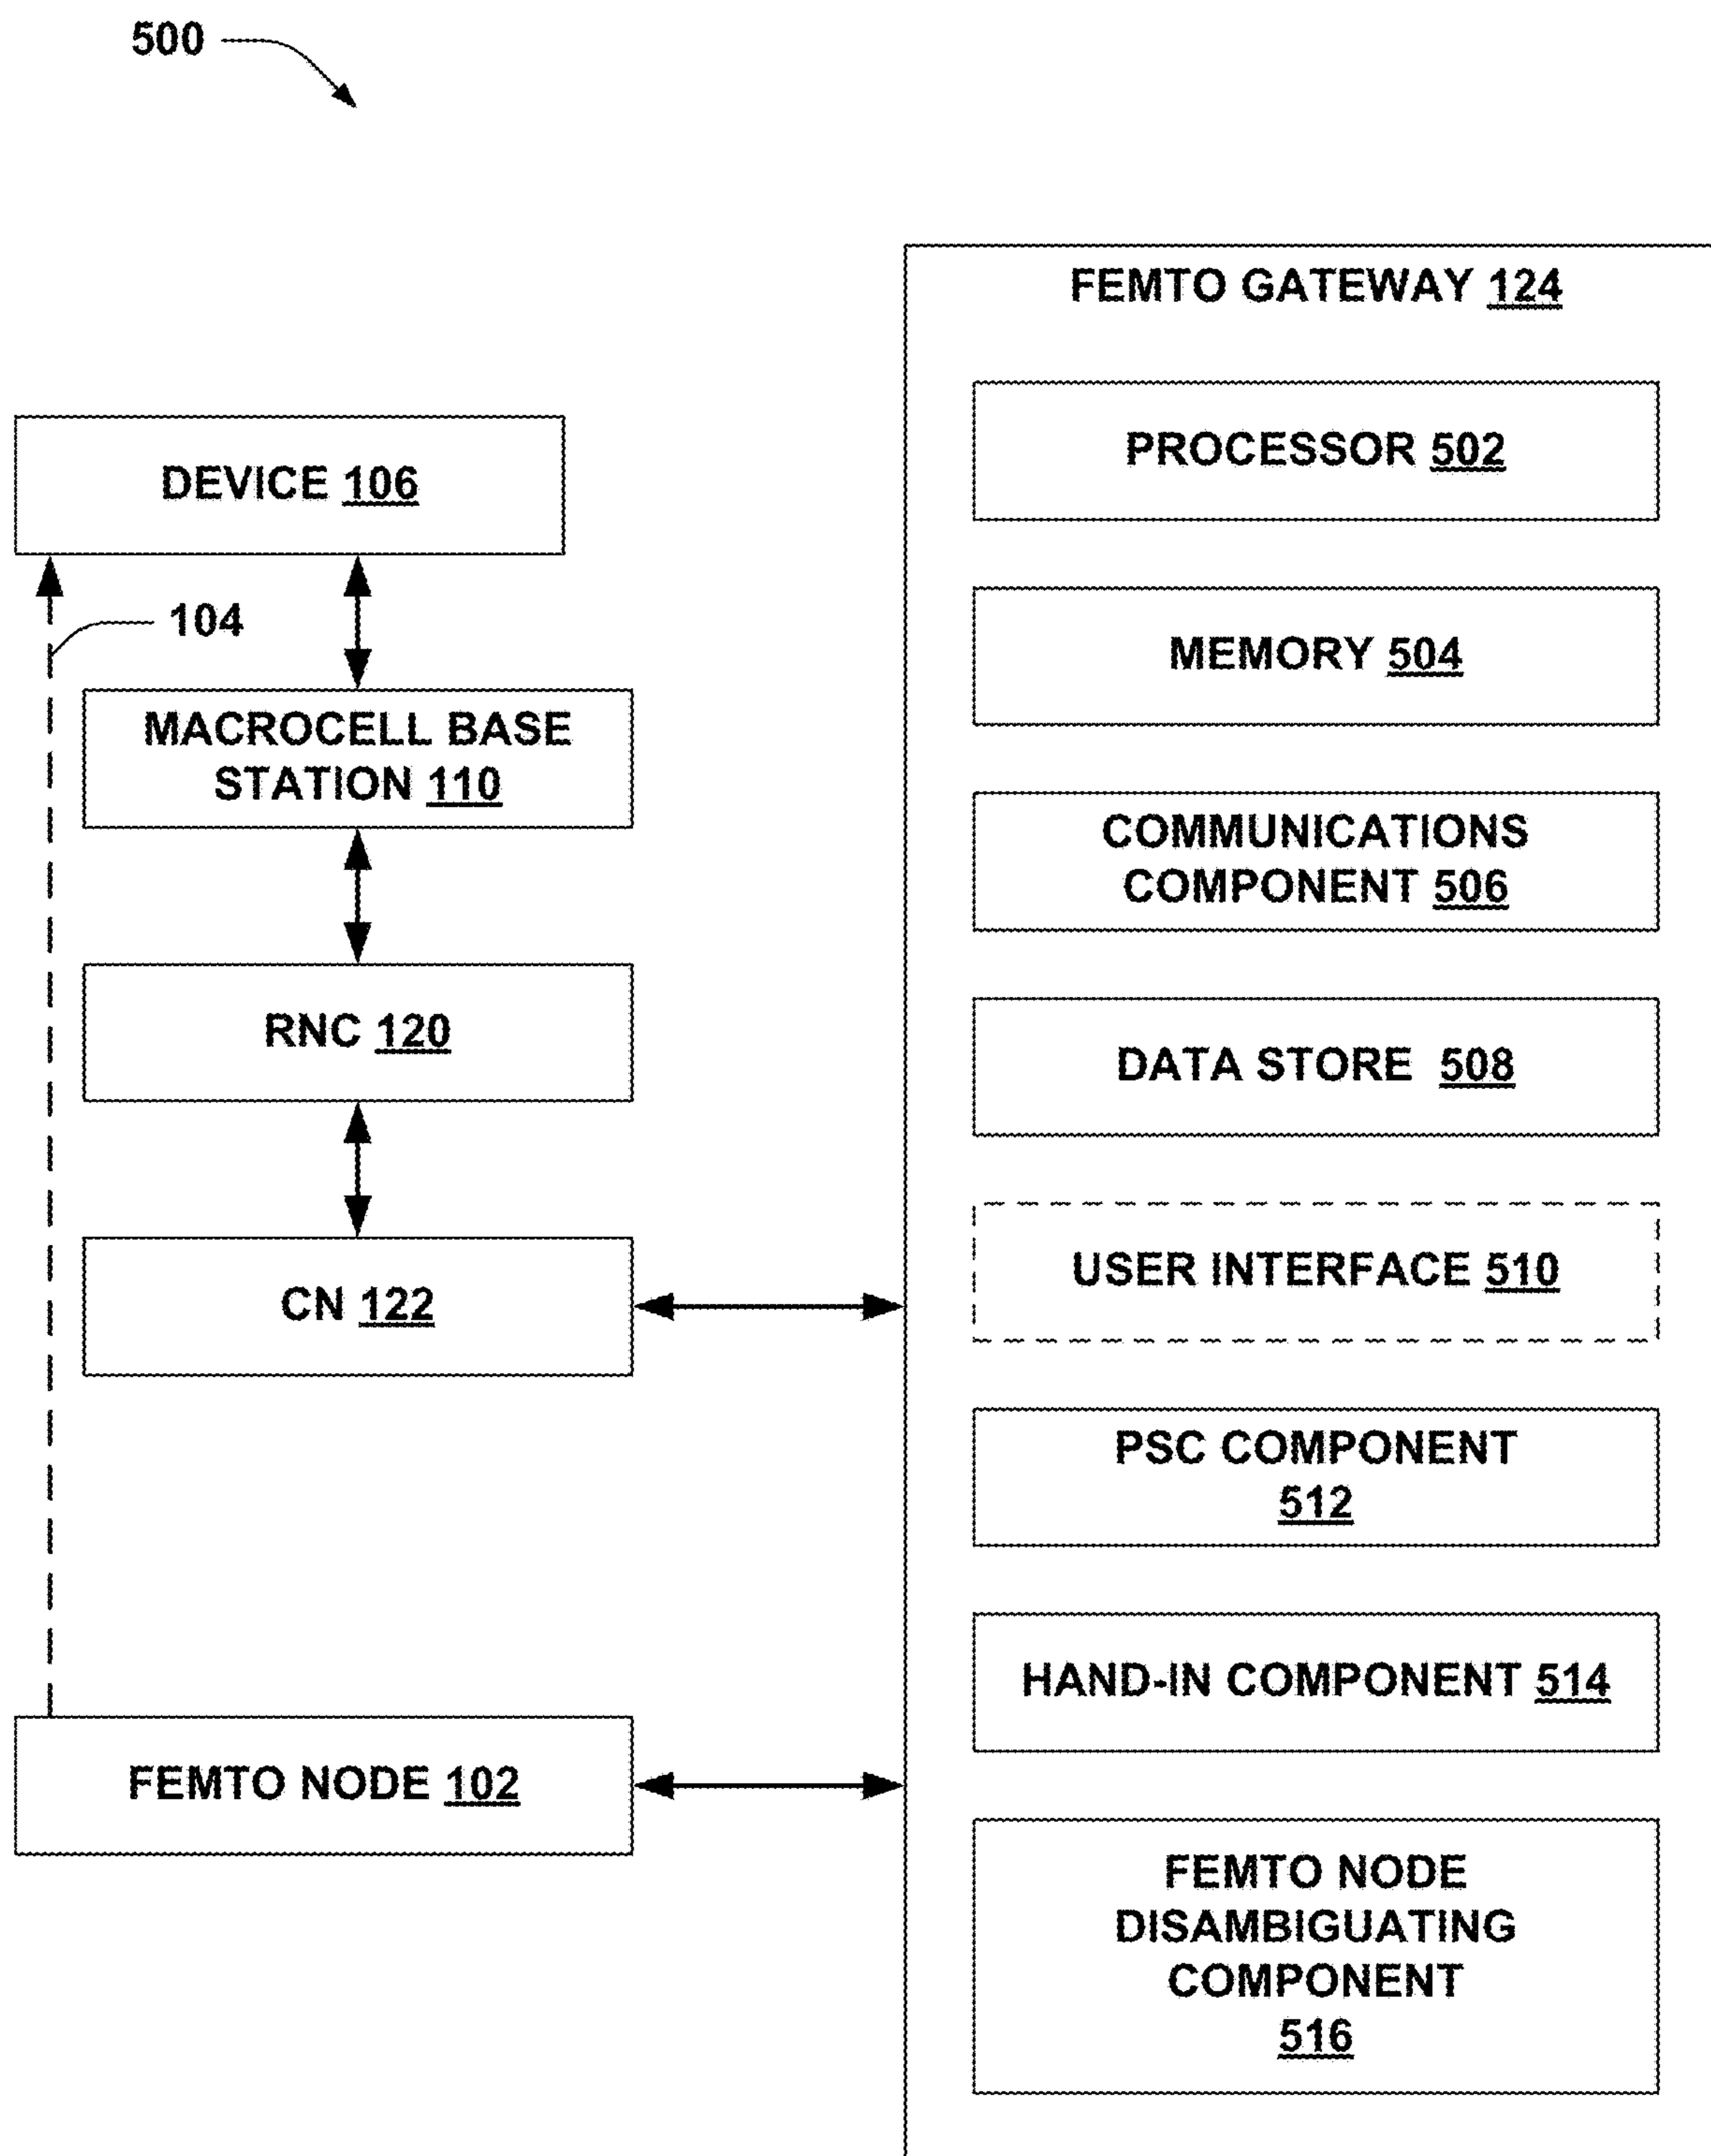 500
FEMTO GATEWAY 124
PROCESSOR 502
DEVICE 106
104
MEMORY 504
MACROCELL BASE
STATION 110
COMMUNICATIONS
COMPONENT 506
RNC 120
DATA STORE 508
CN 122
USER INTERFACE 510
PSC COMPONENT
512
HAND-IN COMPONENT 514
FEMTO NODE 102
FEMTO NODE
DISAMBIGUATING
COMPONENT
516